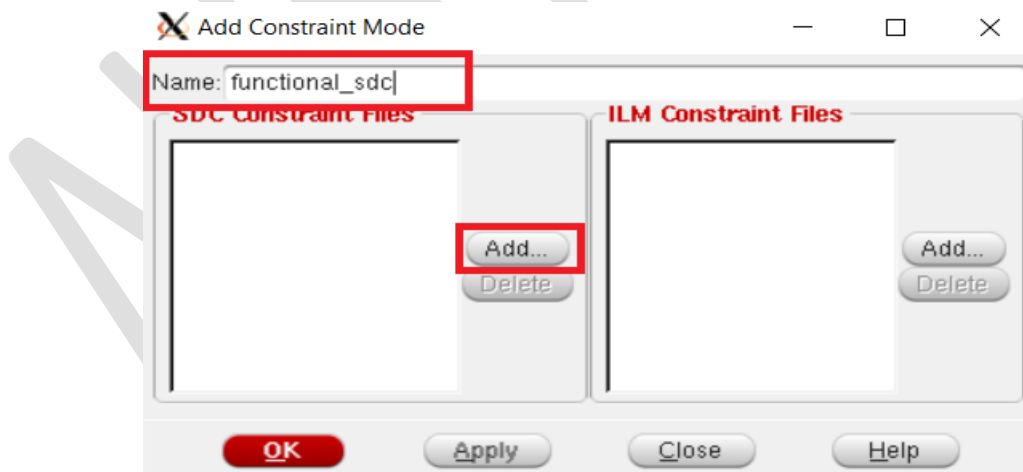 Add Constraint Mode
Name: functional_sdc
SDC Constraint Files
ILM Constraint Files
Add...
Delete
Add...
Delete
OK
Apply
Close
Help